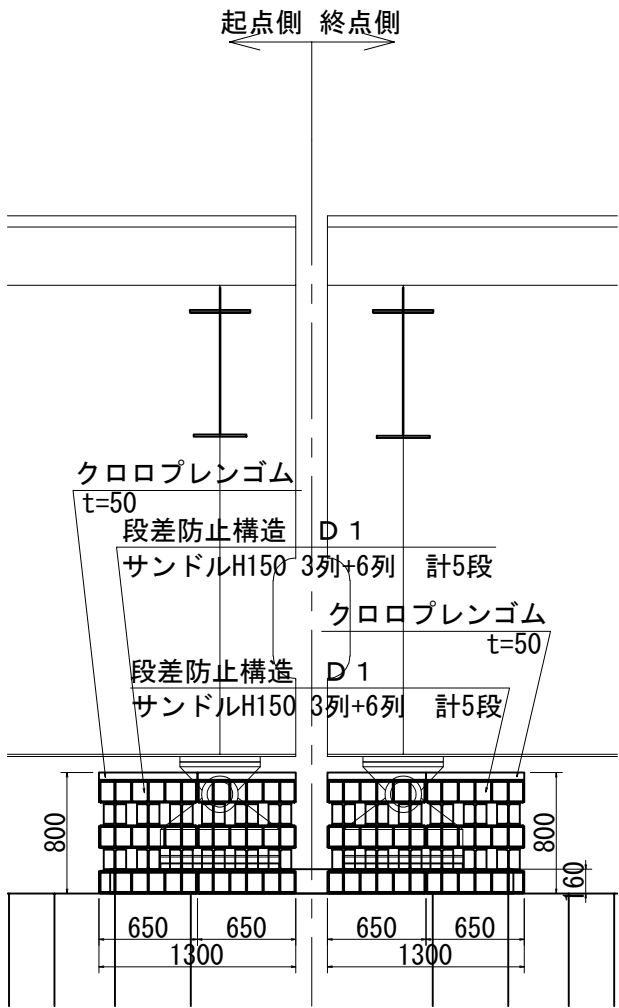 起点側 終点側
クロロプレンゴム
t=50
段差防止構造　Ｄ１
サンドルH150 3列+6列　計5段
クロロプレンゴム
t=50
段差防止構造　Ｄ１
サンドルH150 3列+6列　計5段
800
800
160
650 650
650 650
1300
1300